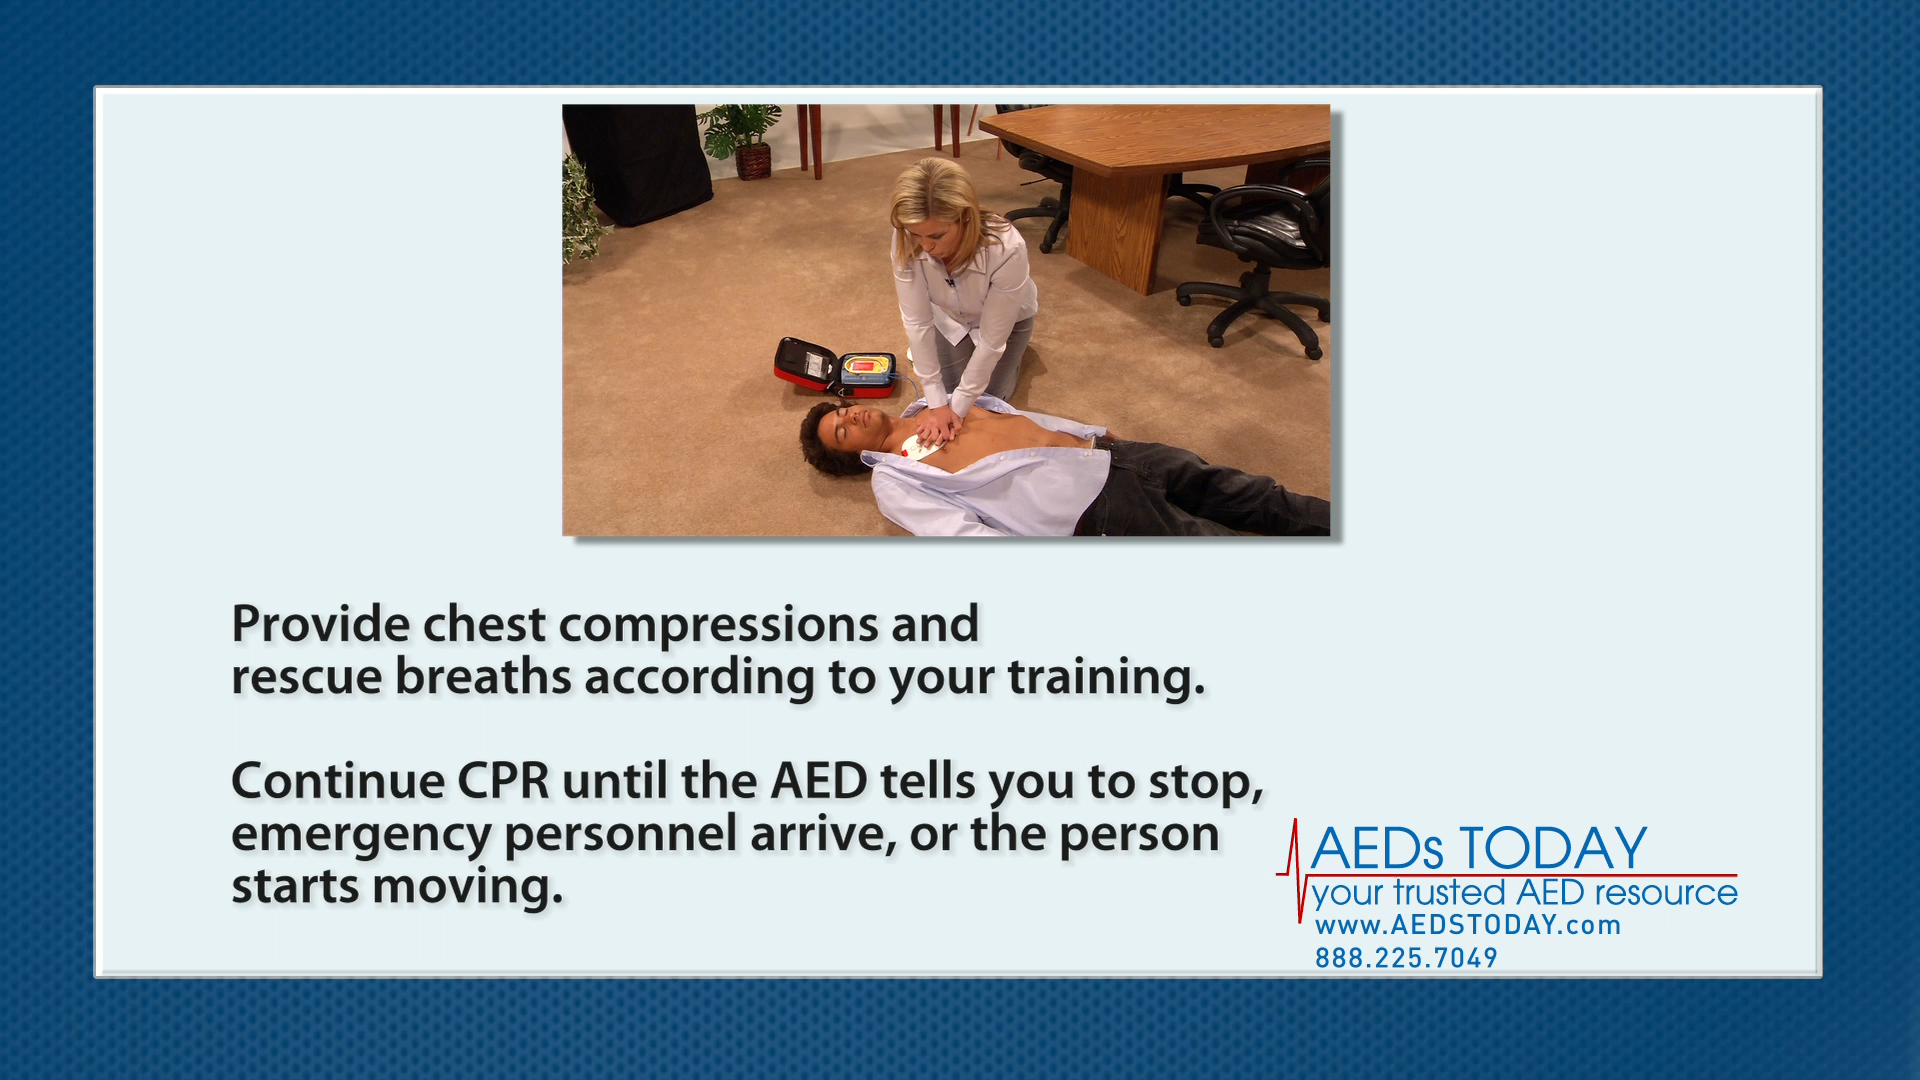 Provide chest compressions and
rescue breaths according to your training.
Continue CPR until the AED tells you to stop,
emergency personnel arrive, or the person
starts moving.
AEDs TODAY
your trusted AED resource
www.AEDSTODAY.com
888.225.7049